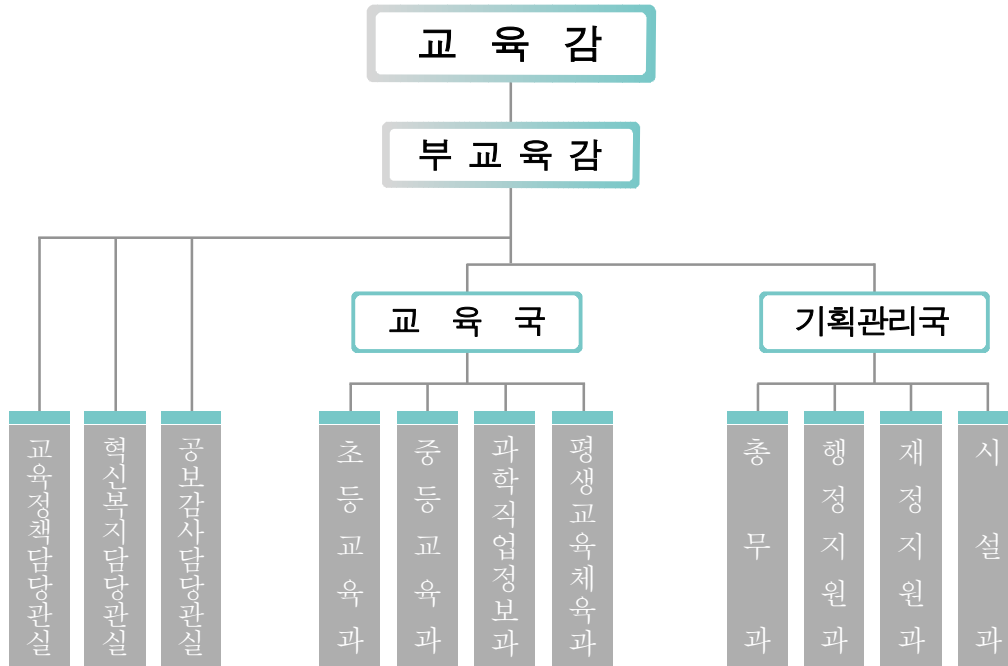 교 육 감
부 교 육 감
교 육 국
기획관리국
교육정책담당관실
혁신복지담당관실
공보감사담당관실
초등교육과
중등교육과
과학직업정보과
평생교육체육과
총무과
행정지원과
재정지원과
시설과